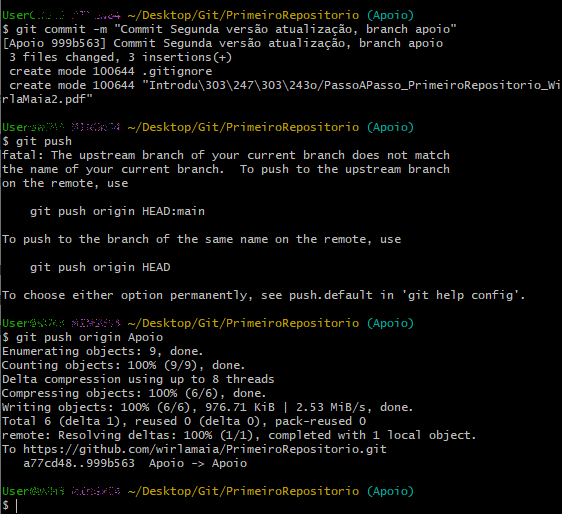 User ~/Desktop/Git/PrimeiroRepositorio (Apoio)
$ git commit -m "Commit Segunda versão atualização, branch apoio"
[Apoio 999b563] Commit Segunda versão atualização, branch apoio
 3 files changed, 3 insertions(+)
 create mode 100644 .gitignore
 create mode 100644 "Introdu\303\247\303\243o/PassoAPasso_PrimeiroRepositorio_Wi
rlaMaia2.pdf"
User ~/Desktop/Git/PrimeiroRepositorio (Apoio)
$ git push
fatal: The upstream branch of your current branch does not match
the name of your current branch.  To push to the upstream branch
on the remote, use
    git push origin HEAD:main
To push to the branch of the same name on the remote, use
    git push origin HEAD
To choose either option permanently, see push.default in 'git help config'.
User ~/Desktop/Git/PrimeiroRepositorio (Apoio)
$ git push origin Apoio
Enumerating objects: 9, done.
Counting objects: 100% (9/9), done.
Delta compression using up to 8 threads
Compressing objects: 100% (6/6), done.
Writing objects: 100% (6/6), 976.71 KiB | 2.53 MiB/s, done.
Total 6 (delta 1), reused 0 (delta 0), pack-reused 0
remote: Resolving deltas: 100% (1/1), completed with 1 local object.
To https://github.com/wirlamaia/PrimeiroRepositorio.git
   a77cd48..999b563  Apoio -> Apoio
User ~/Desktop/Git/PrimeiroRepositorio (Apoio)
$